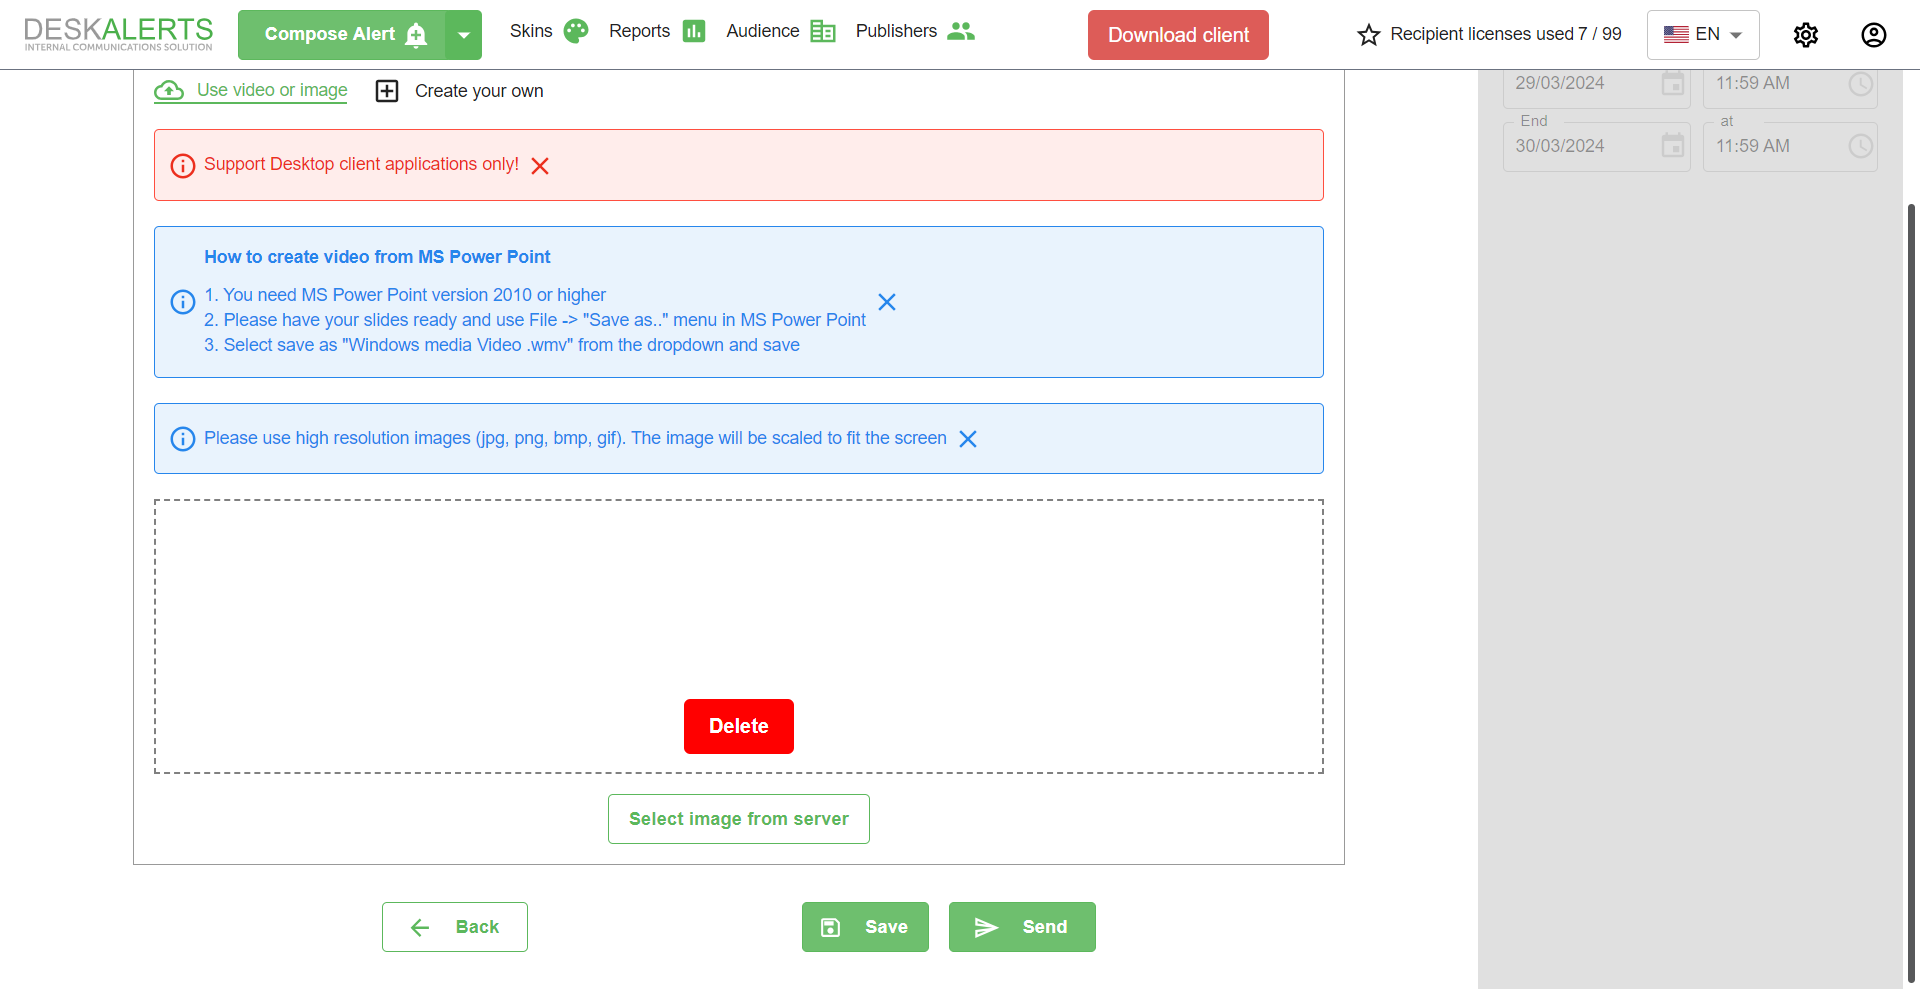 DESKALERTS
INTERNAL COMMUNICATIONS SOLUTION
Compose Alert
Skins
Reports
Audience
Publishers
Download client
Recipient licenses used 7 / 99
EN
Use video or image
Create your own
29/03/2024
11:59 AM
End
at
30/03/2024
11:59 AM
Support Desktop client applications only!
How to create video from MS Power Point
1. You need MS Power Point version 2010 or higher
2. Please have your slides ready and use File -> "Save as.." menu in MS Power Point
3. Select save as "Windows media Video .wmv" from the dropdown and save
Please use high resolution images (jpg, png, bmp, gif). The image will be scaled to fit the screen
Delete
Select image from server
Back
Save
Send